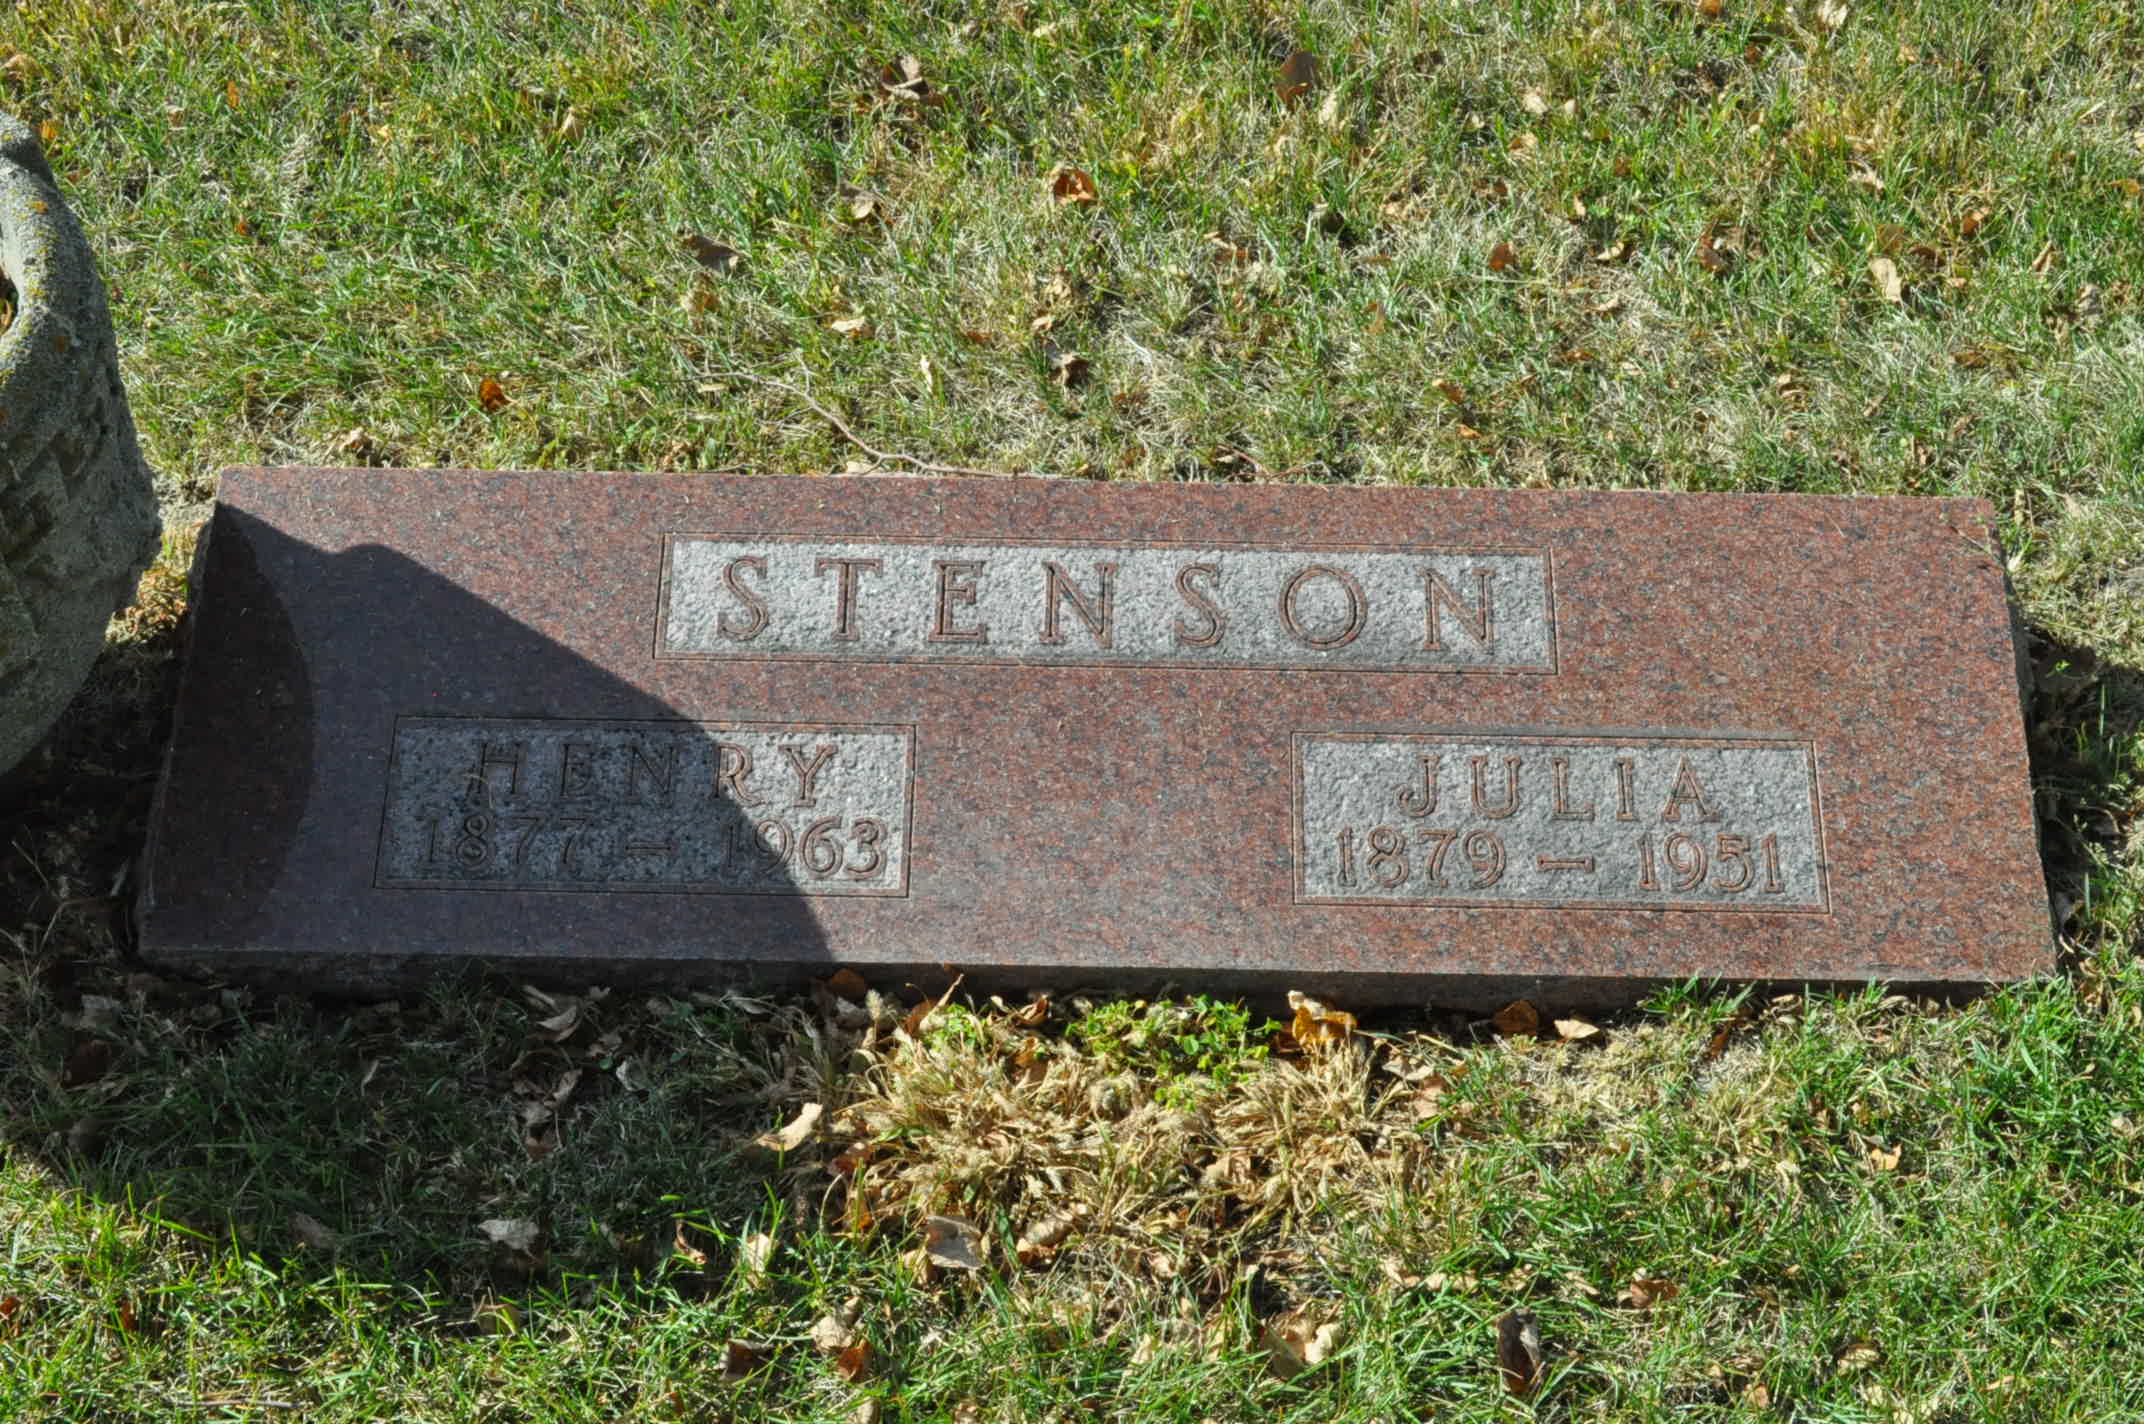 STENSON
HENRY
1877 – 1963
JULIA
1879 – 1951